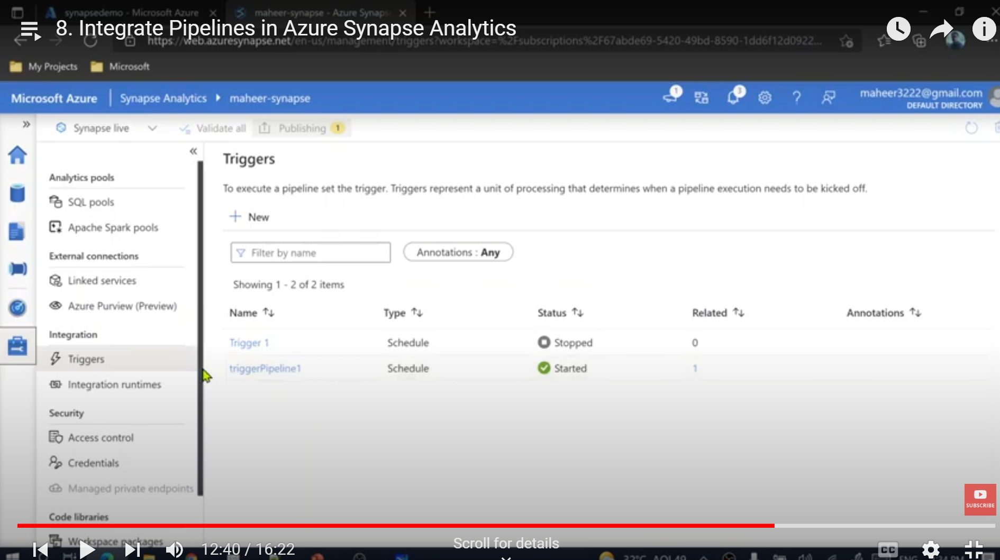 synapsedemo - Microsoft Azure
maheer-synapse - Azure Synaps
8. Integrate Pipelines in Azure Synapse Analytics
https://web.azuresynapse.net/en-us/management/triggers?workspace=%2Fsubscriptions%2F67abde69-5420-49bd-8590-1dd6f12d0922...
My Projects
Microsoft
Microsoft Azure
Synapse Analytics
maheer-synapse
1
3
?
maheer3222@gmail.com
DEFAULT DIRECTORY
Synapse live
Validate all
Publishing 1
Analytics pools
SQL pools
Apache Spark pools
External connections
Linked services
Azure Purview (Preview)
Integration
Triggers
Integration runtimes
Security
Access control
Credentials
Managed private endpoints
Code libraries
Workspace packages
Triggers
To execute a pipeline set the trigger. Triggers represent a unit of processing that determines when a pipeline execution needs to be kicked off.
New
Filter by name
Annotations : Any
Showing 1 - 2 of 2 items
Name Type Status Related Annotations
Trigger 1 Schedule Stopped 0
triggerPipeline1 Schedule Started 1
SUBSCRIBE
12:40 / 16:22
Scroll for details
CC